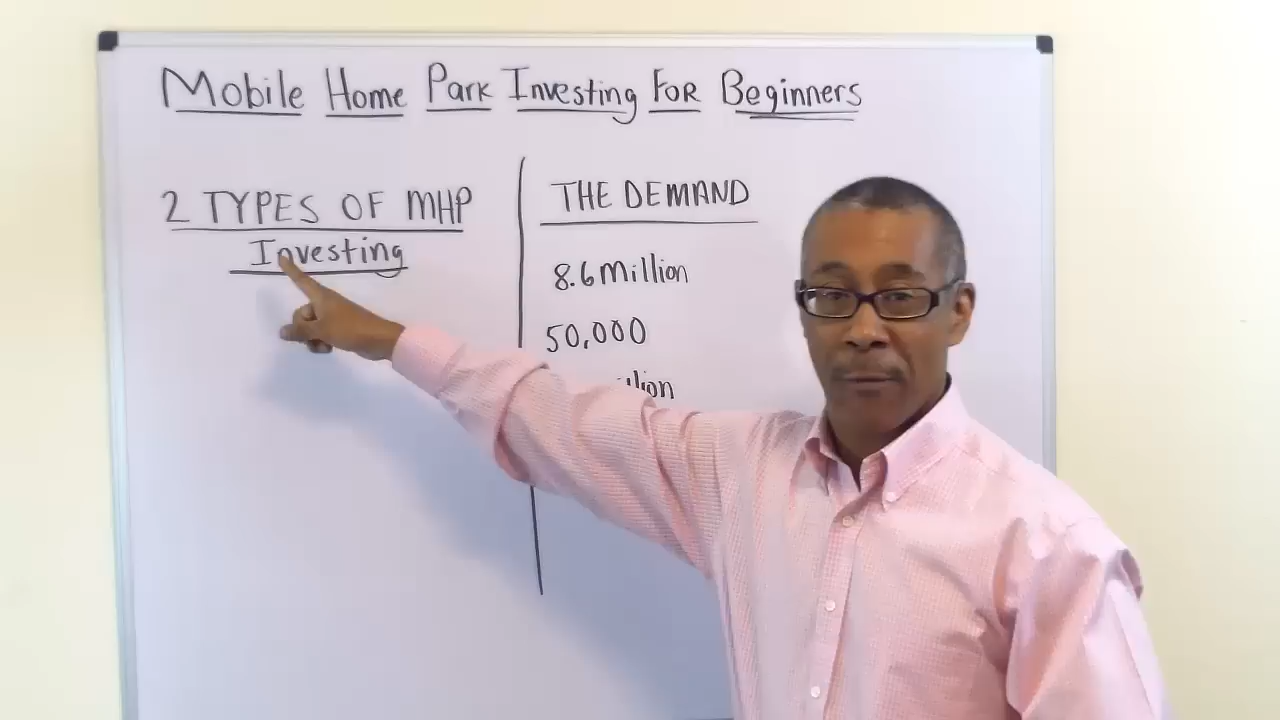 Mobile Home Park Investing For Beginners
2 TYPES OF MHP
Investing
THE DEMAND
8.6 million
50,000